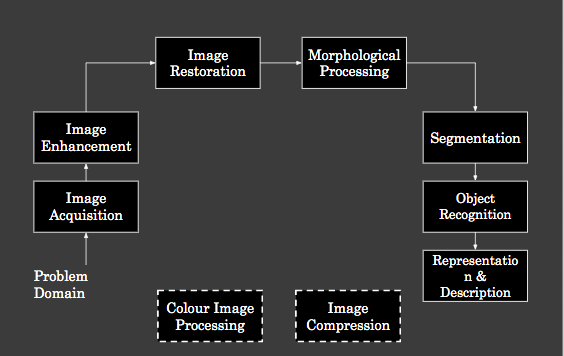 Image
Restoration
Morphological
Processing
Image
Enhancement
Segmentation
Image
Acquisition
Object
Recognition
Problem
Domain
Representatio
n &
Description
Colour Image
Processing
Image
Compression